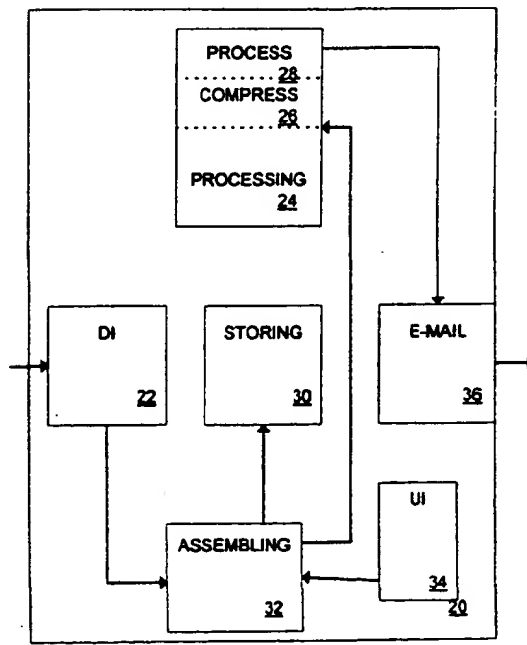 PROCESS
28
COMPRESS
26
PROCESSING
24
DI
22
STORING
30
E-MAIL
36
ASSEMBLING
32
UI
34
20